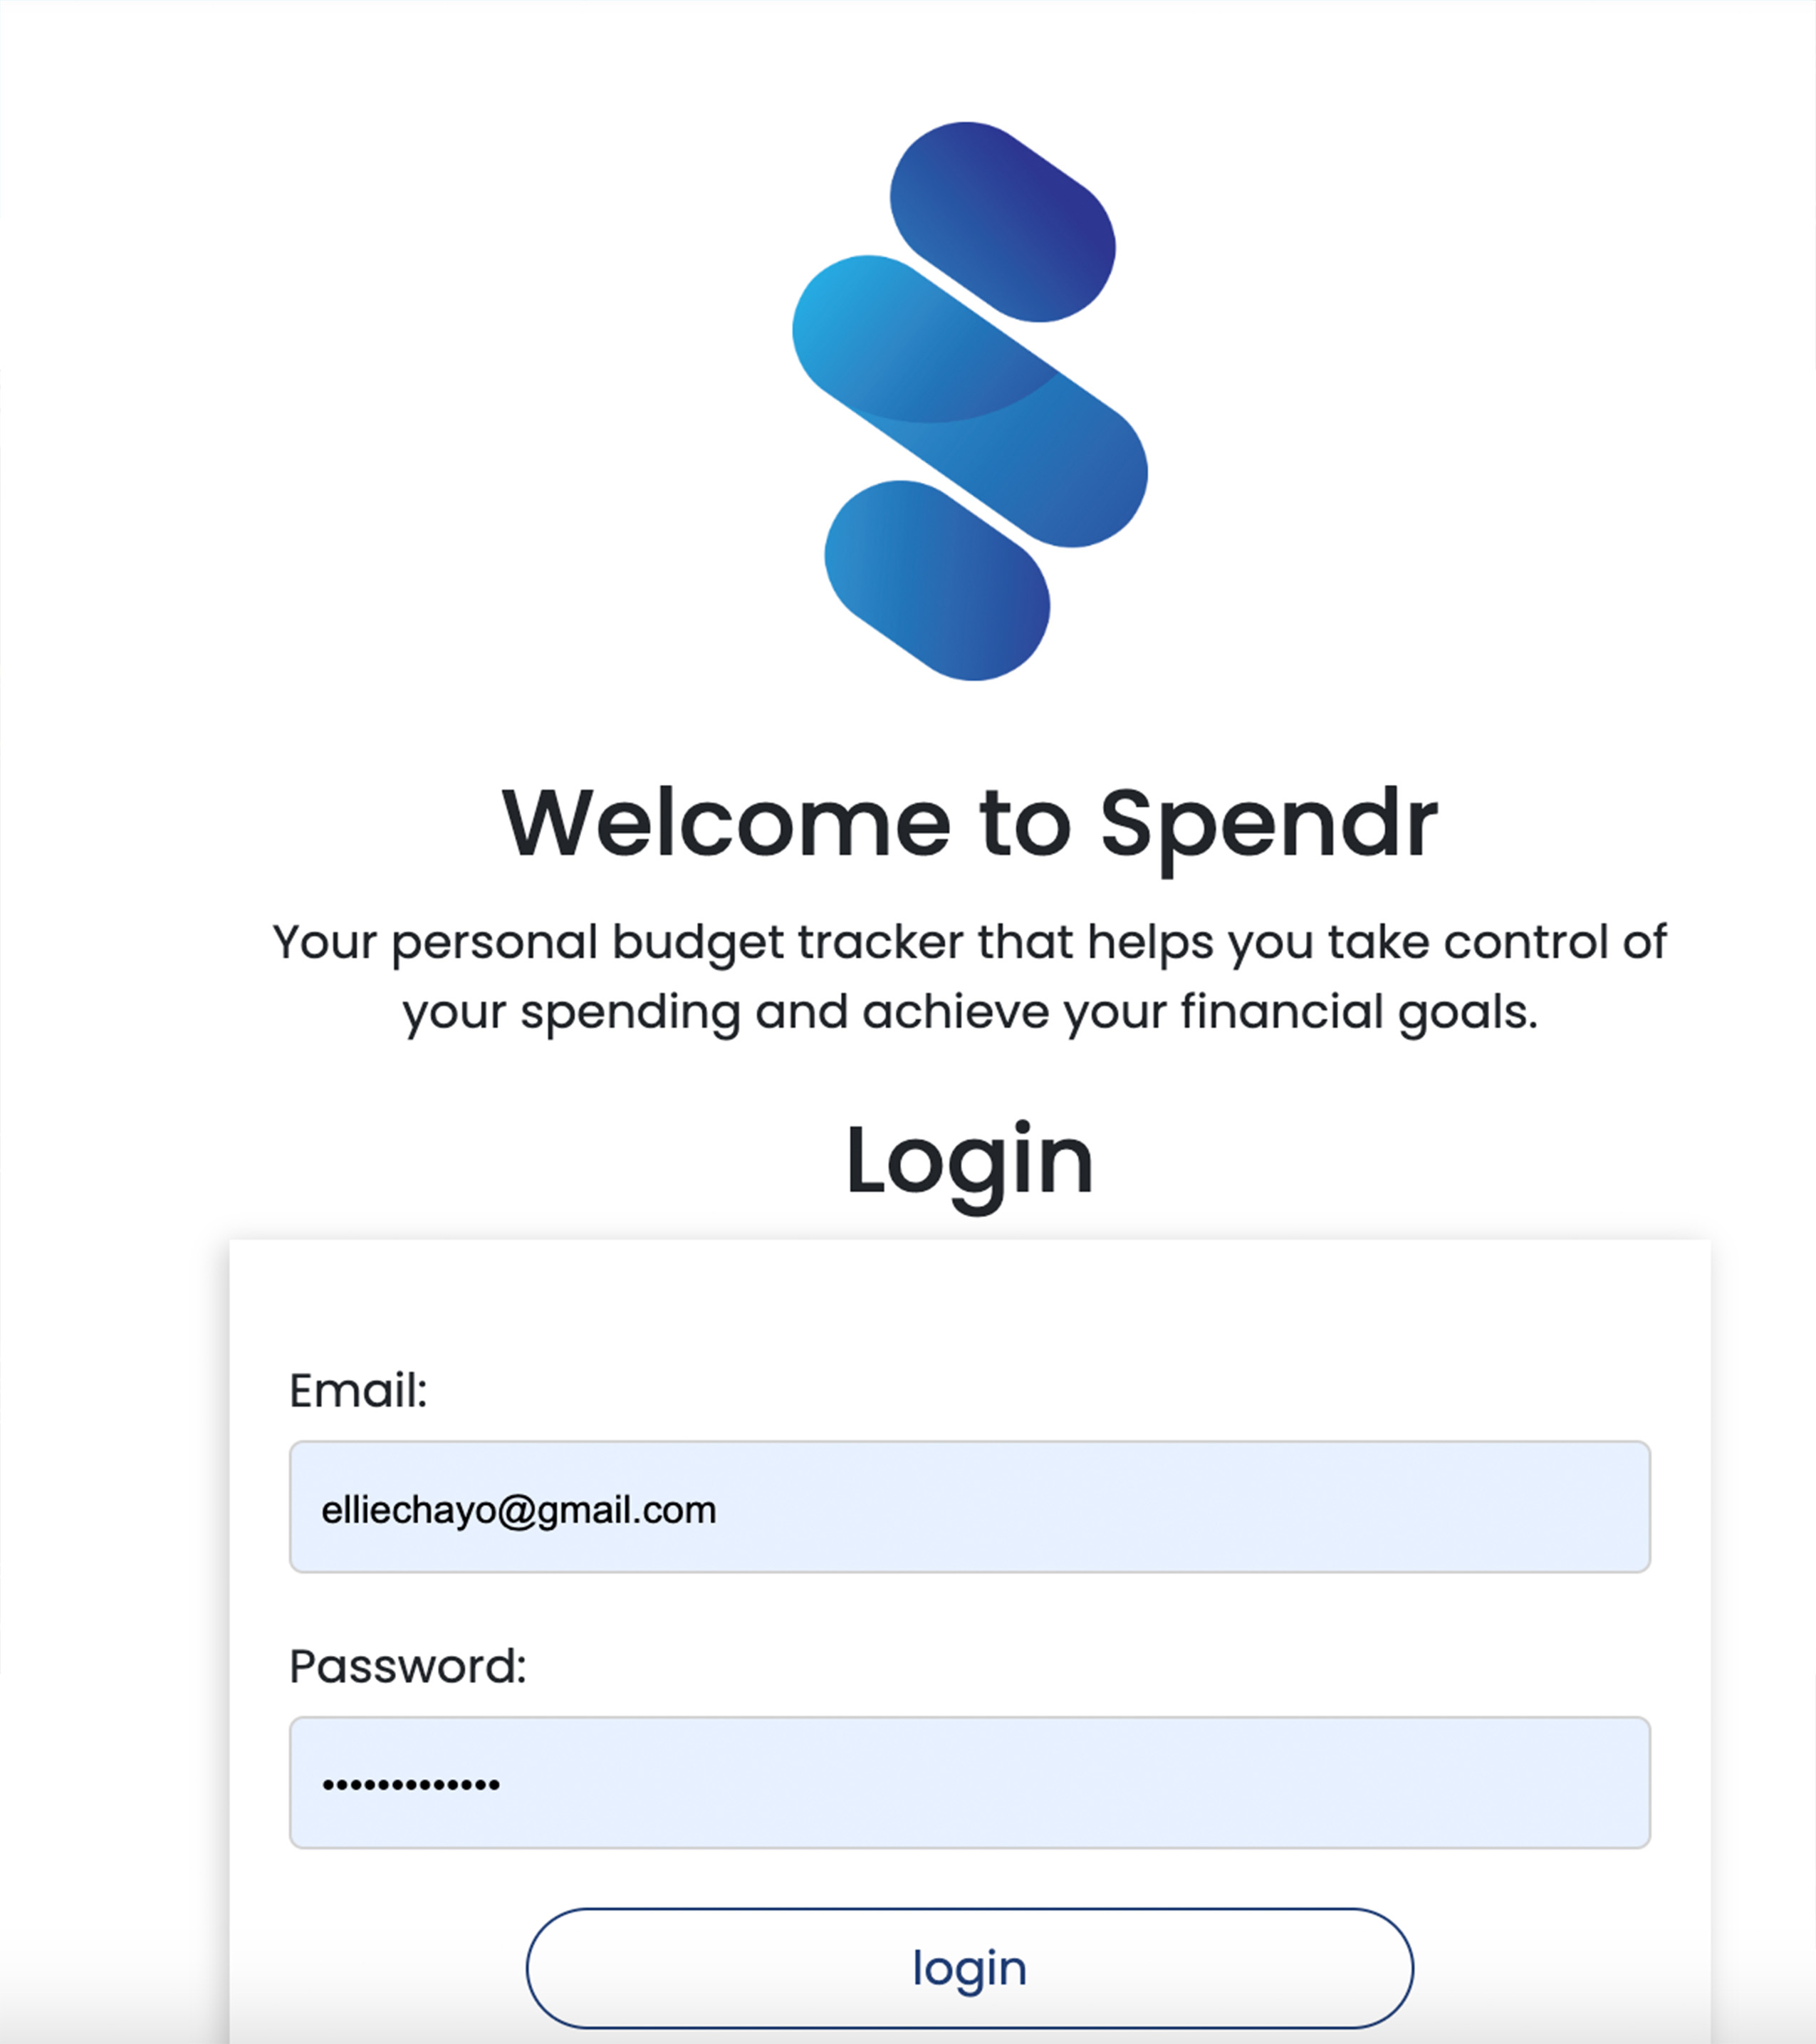 Welcome to Spendr
Your personal budget tracker that helps you take control of
your spending and achieve your financial goals.
Login
Email:
elliechayo@gmail.com
Password:
•••••••••••••
login